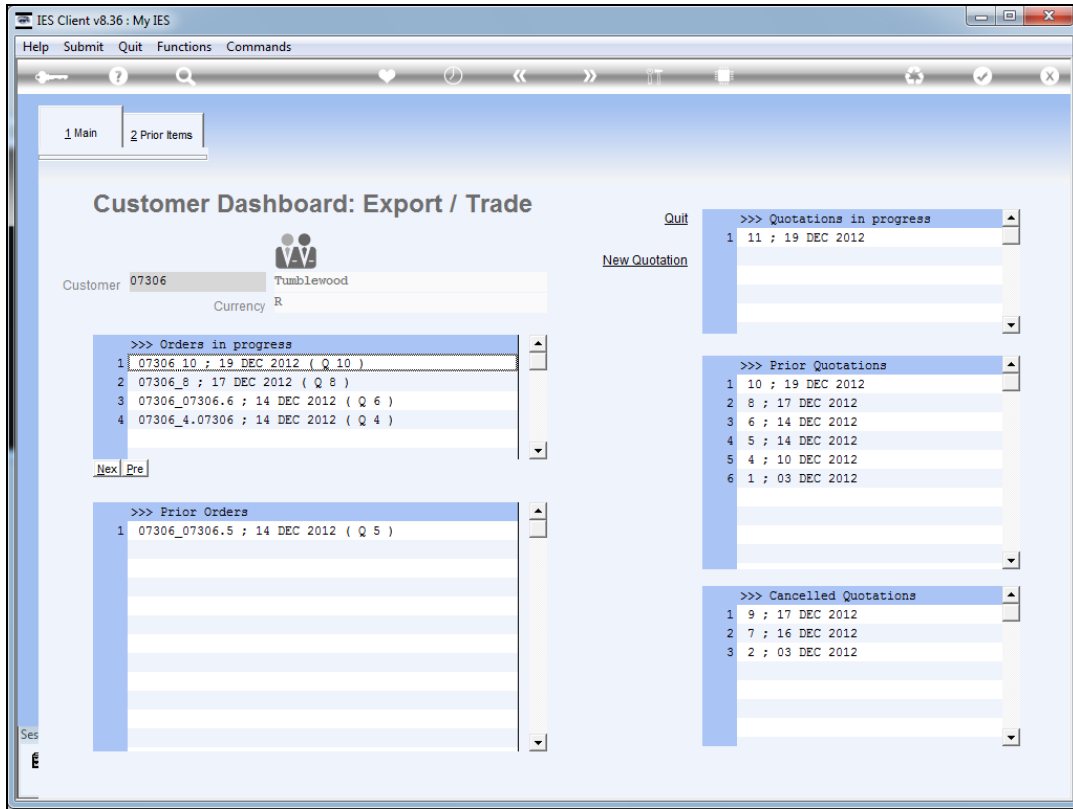 IES Client v8.36 : My IES
Help Submit Quit Functions Commands
1 Main
2 Prior Items
Customer Dashboard: Export / Trade
Customer 07306 Tumblewood
Currency R
>>> Orders in progress
1 07306_10 ; 19 DEC 2012 ( Q 10 )
2 07306_8 ; 17 DEC 2012 ( Q 8 )
3 07306_07306.6 ; 14 DEC 2012 ( Q 6 )
4 07306_4.07306 ; 14 DEC 2012 ( Q 4 )
Nex Pre
>>> Prior Orders
1 07306_07306.5 ; 14 DEC 2012 ( Q 5 )
Quit
New Quotation
>>> Quotations in progress
1 11 ; 19 DEC 2012
>>> Prior Quotations
1 10 ; 19 DEC 2012
2 8 ; 17 DEC 2012
3 6 ; 14 DEC 2012
4 5 ; 14 DEC 2012
5 4 ; 10 DEC 2012
6 1 ; 03 DEC 2012
>>> Cancelled Quotations
1 9 ; 17 DEC 2012
2 7 ; 16 DEC 2012
3 2 ; 03 DEC 2012
Ses